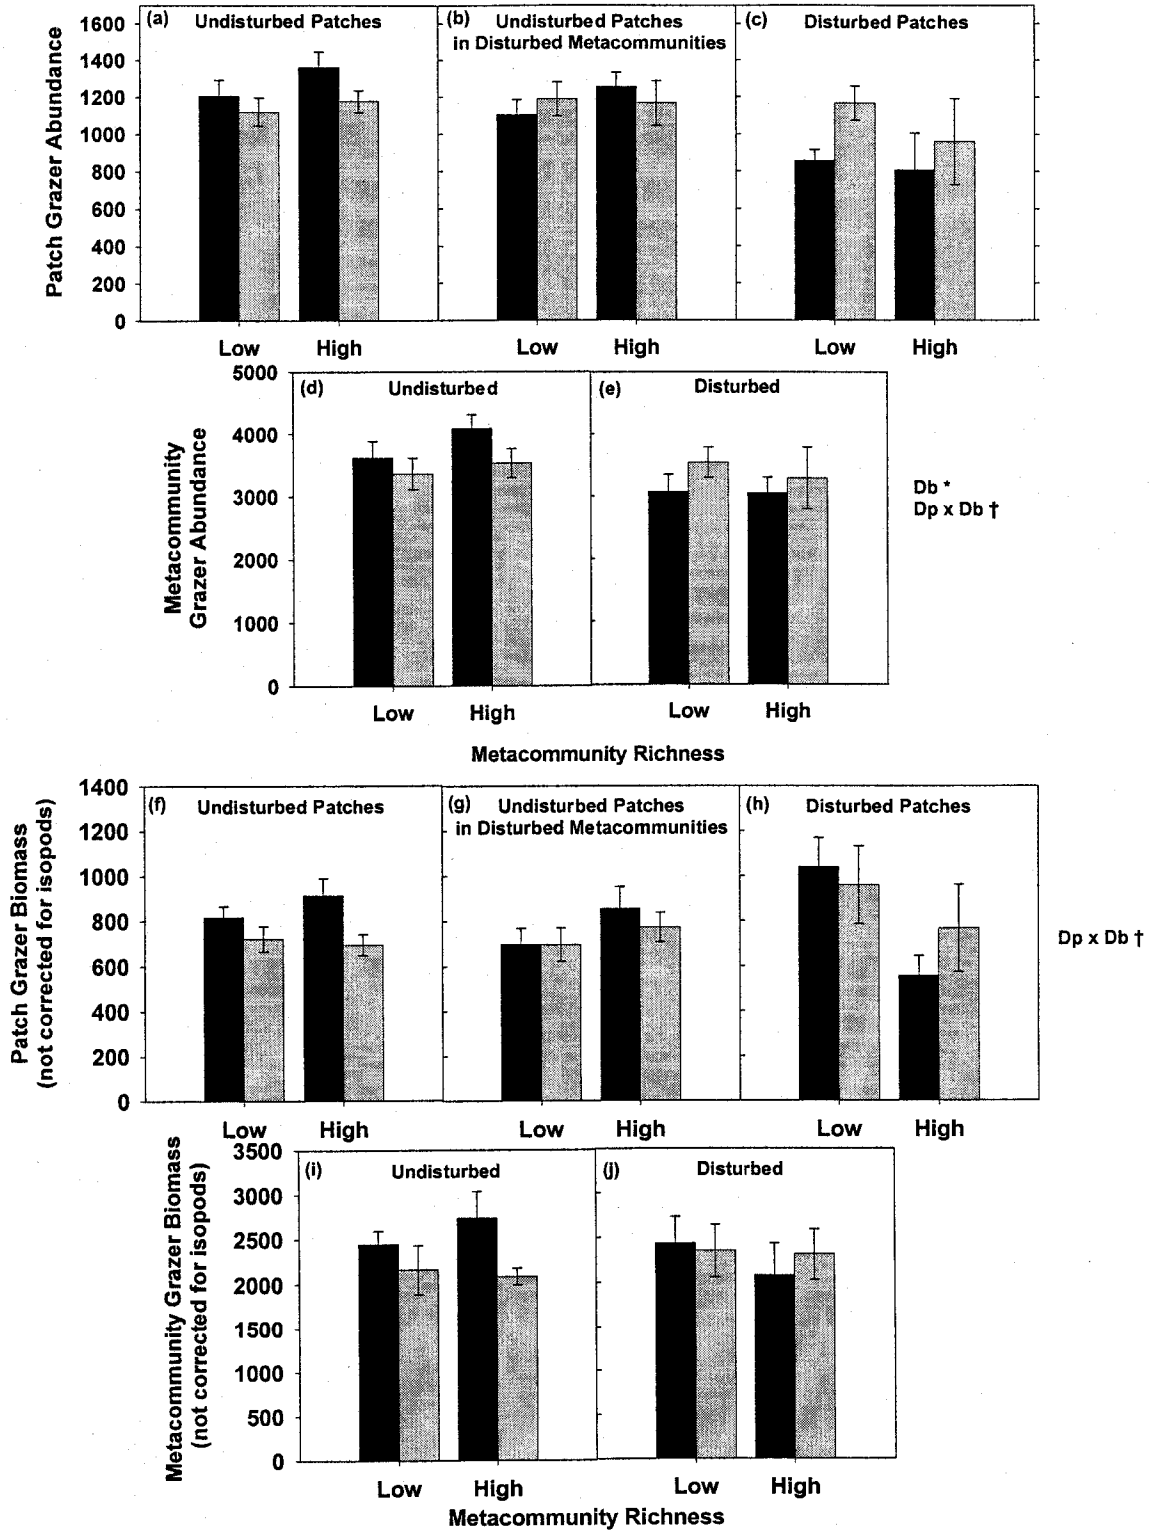 (a) Undisturbed Patches
(b) Undisturbed Patches
in Disturbed Metacommunities
(c) Disturbed Patches
Patch Grazer Abundance
1600
1400
1200
1000
800
600
400
200
0
Low High
Low High
Low High
(d) Undisturbed
(e) Disturbed
Metacommunity
Grazer Abundance
5000
4000
3000
2000
1000
0
Db *
Dp x Db †
Low High
Low High
Metacommunity Richness
(f) Undisturbed Patches
(g) Undisturbed Patches
in Disturbed Metacommunities
(h) Disturbed Patches
Patch Grazer Biomass
(not corrected for isopods)
1400
1200
1000
800
600
400
200
0
Dp x Db †
Low High
Low High
Low High
(i) Undisturbed
(j) Disturbed
Metacommunity Grazer Biomass
(not corrected for isopods)
3500
3000
2500
2000
1500
1000
500
0
Low High
Low High
Metacommunity Richness